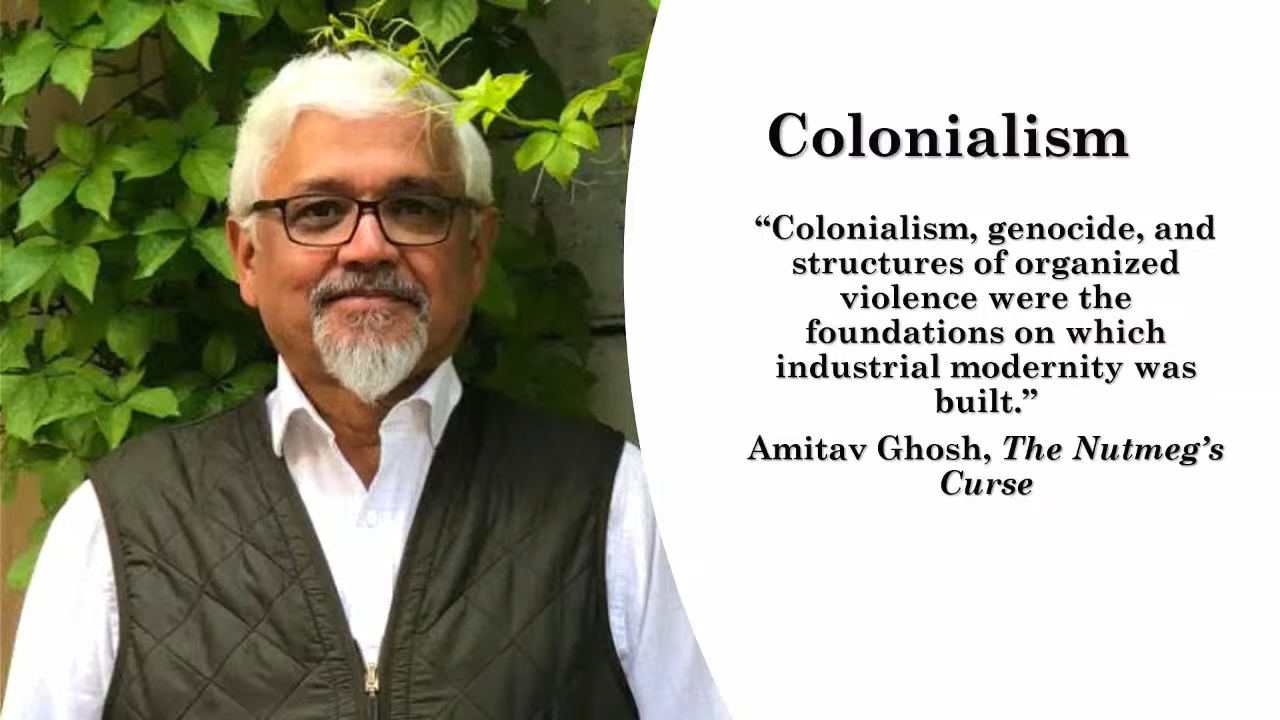 Colonialism
“Colonialism, genocide, and
structures of organized
violence were the
foundations on which
industrial modernity was
built.”
Amitav Ghosh, The Nutmeg’s
Curse